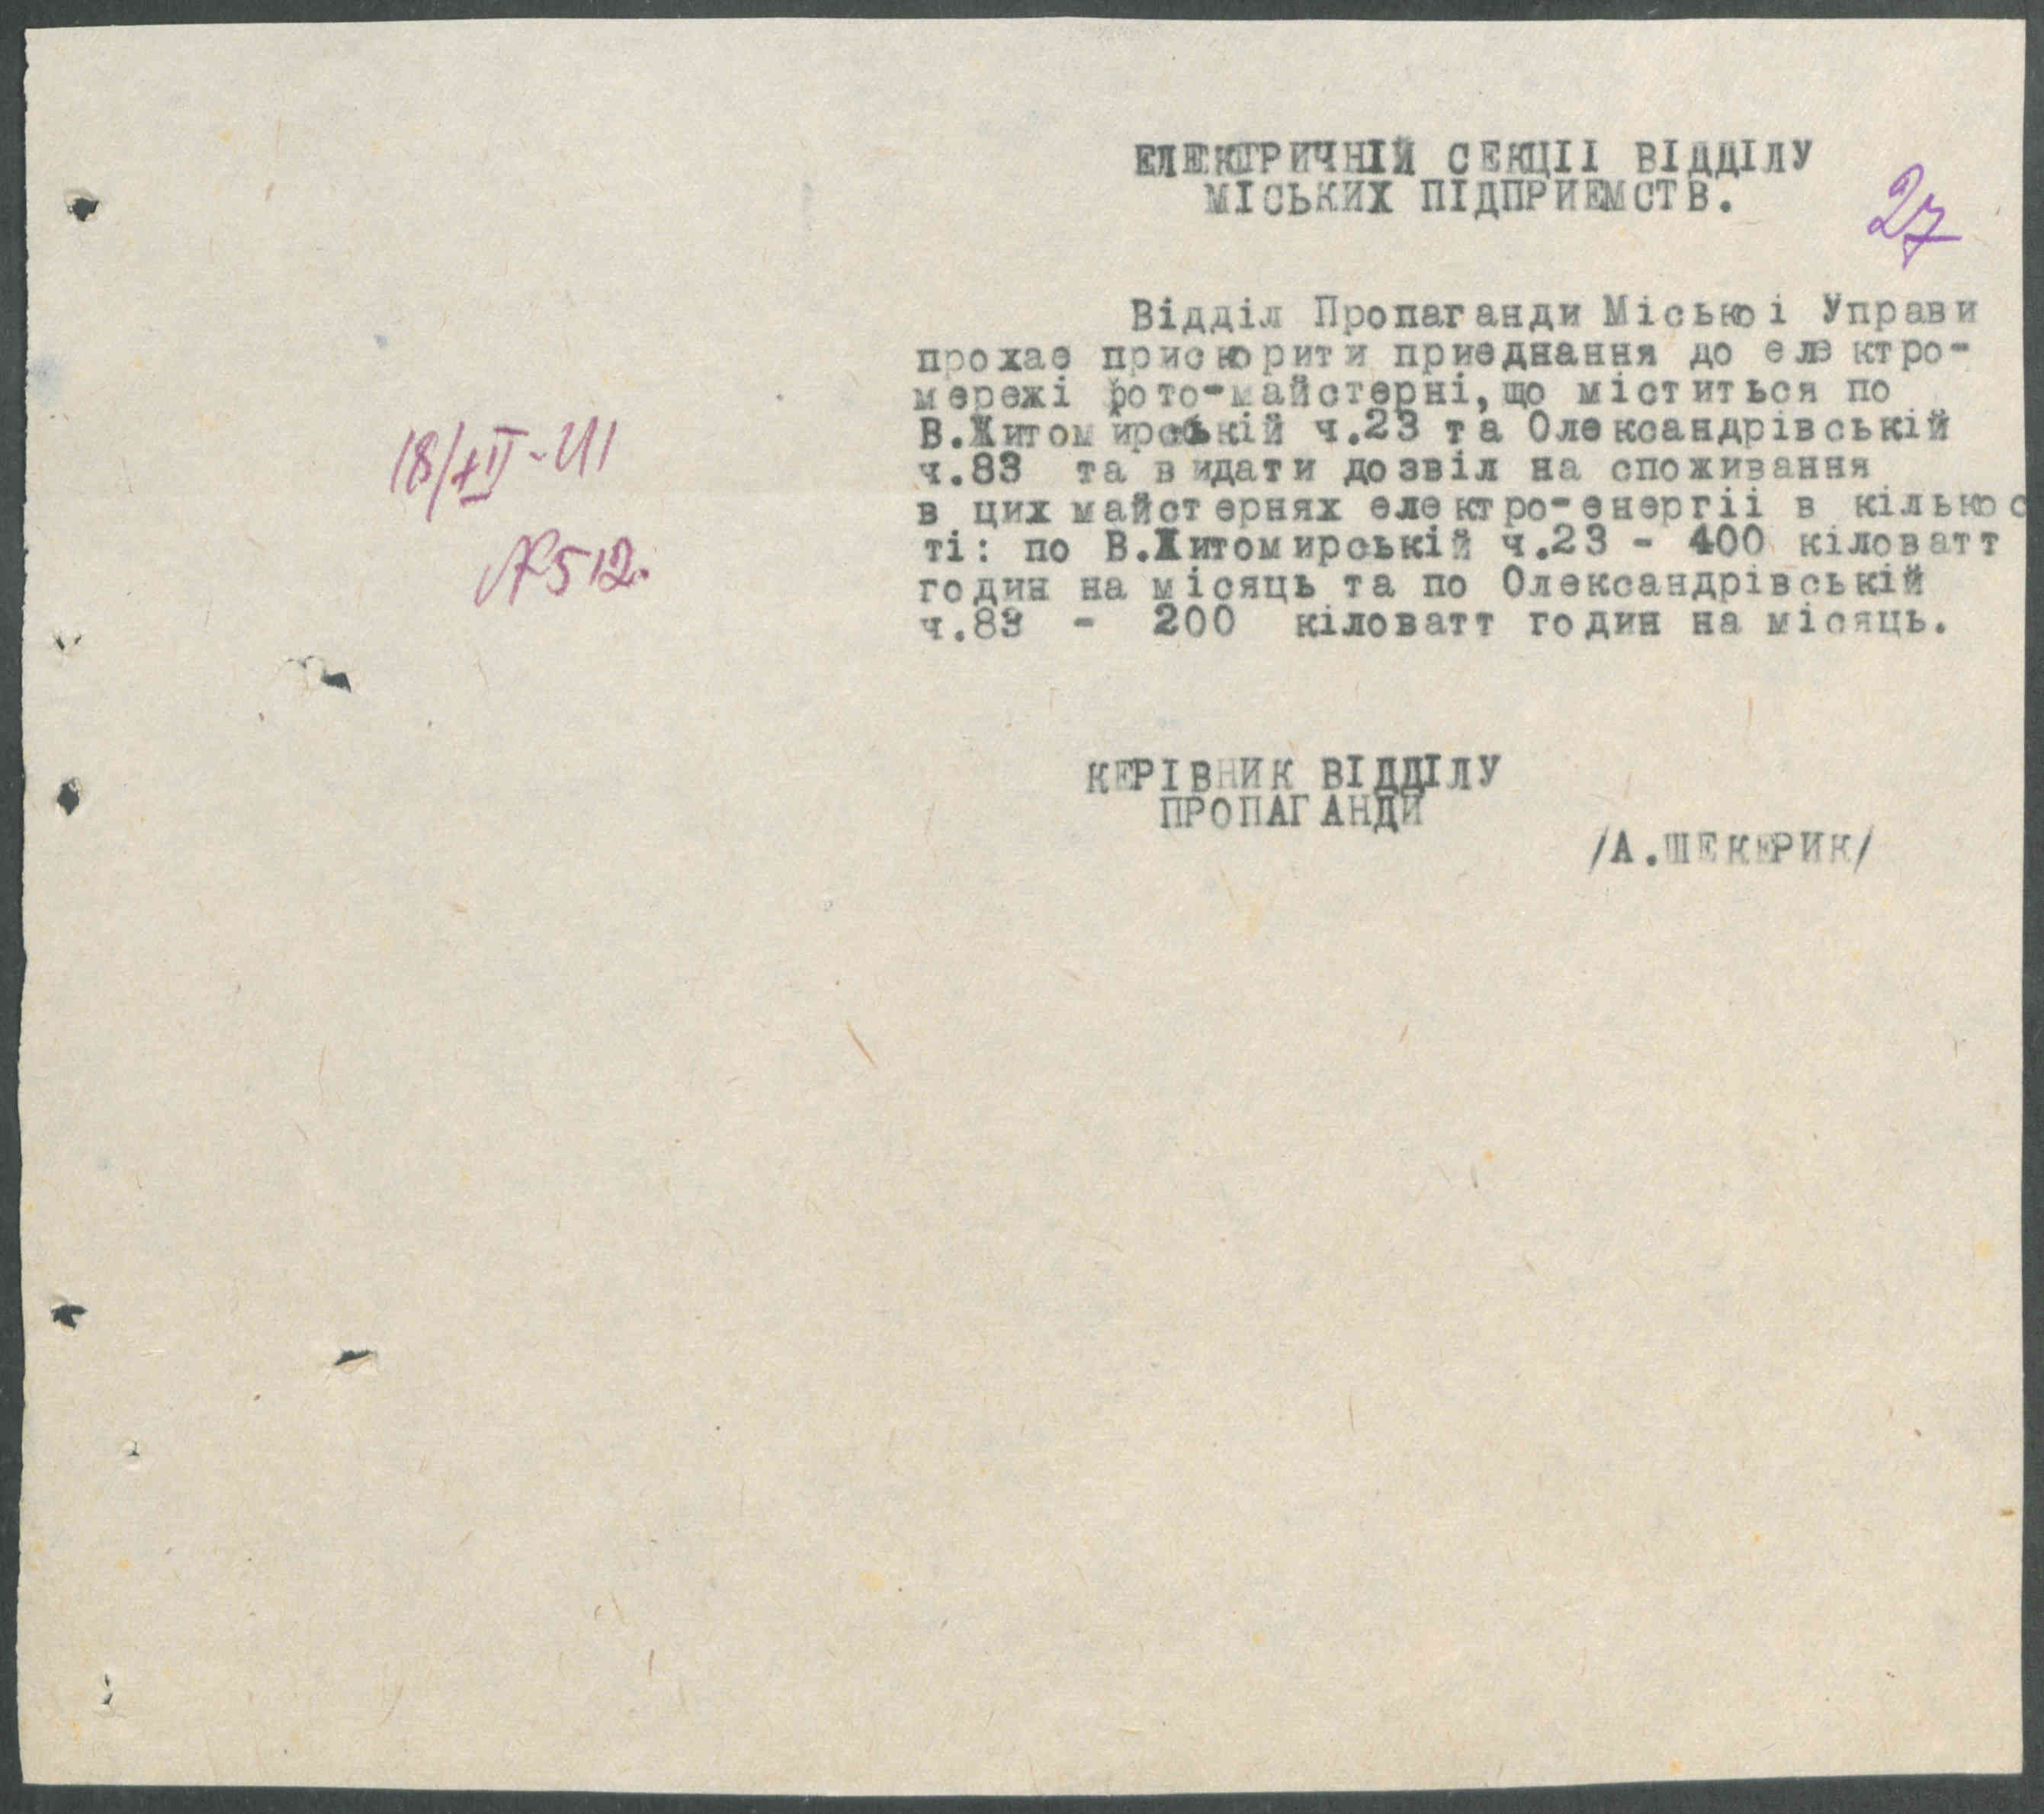 ЕЛЕКТРИЧНІЙ СЕКЦІІ ВІДДІЛУ
МІСЬКИХ ПІДПРИЕМСТВ.
27
Відділ Пропаганди Міської Управи
прохае прискорити приеднання до електро-
мережі фото-майстерні, що міститься по
В.Житомирській ч.23 та Олександрівській
ч.83 та видати дозвіл на споживання
в цих майстернях електро-енергіі в кількос
ті: по В.Житомирській ч.23 - 400 кіловатт
годин на місяць та по Олександрівській
ч.83 - 200 кіловатт годин на місяць.
18/XII-41
№512.
КЕРІВНИК ВІДДІЛУ
ПРОПАГАНДИ
/А.ШЕКЕРИК/